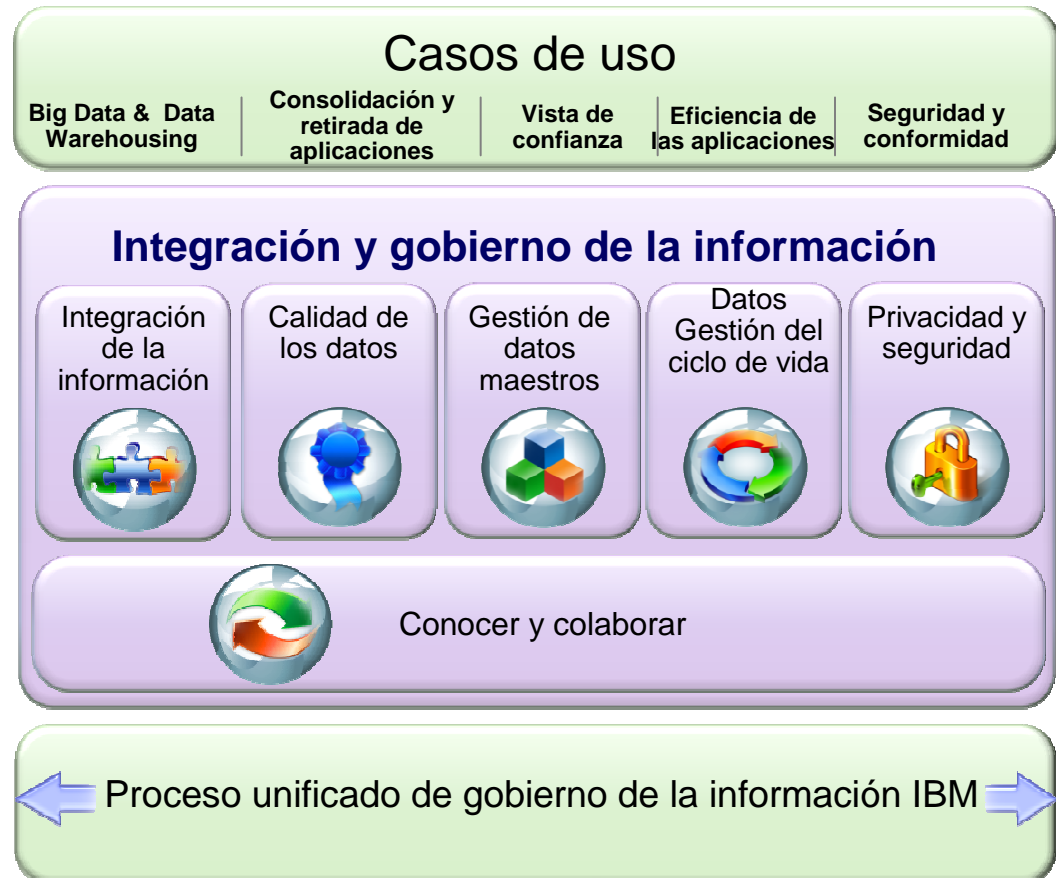 Casos de uso
Big Data & Data
Warehousing
Consolidación y
retirada de
aplicaciones
Vista de
confianza
Eficiencia de
las aplicaciones
Seguridad y
conformidad
Integración y gobierno de la información
Integración
de la
información
Calidad de
los datos
Gestión de
datos
maestros
Datos
Gestión del
ciclo de vida
Privacidad y
seguridad
Conocer y colaborar
Proceso unificado de gobierno de la información IBM